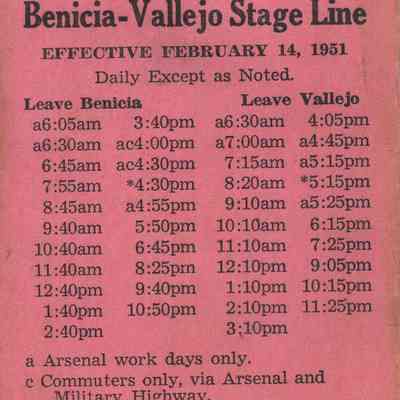 Benicia-Vallejo Stage Line
EFFECTIVE FEBRUARY 14, 1951
Daily Except as Noted.
Leave Benicia Leave Vallejo
a6:05am 3:40pm a6:30am 4:05pm
a6:30am ac4:00pm a7:00am a4:45pm
6:45am ac4:30pm 7:15am a5:15pm
7:55am *4:30pm 8:20am *5:15pm
8:45am a4:55pm 9:10am a5:25pm
9:40am 5:50pm 10:10am 6:15pm
10:40am 6:45pm 11:10am 7:25pm
11:40am 8:25pm 12:10pm 9:05pm
12:40pm 9:40pm 1:10pm 10:15pm
1:40pm 10:50pm 2:10pm 11:25pm
2:40pm 3:10pm
a Arsenal work days only.
c Commuters only, via Arsenal and
Military Highway.